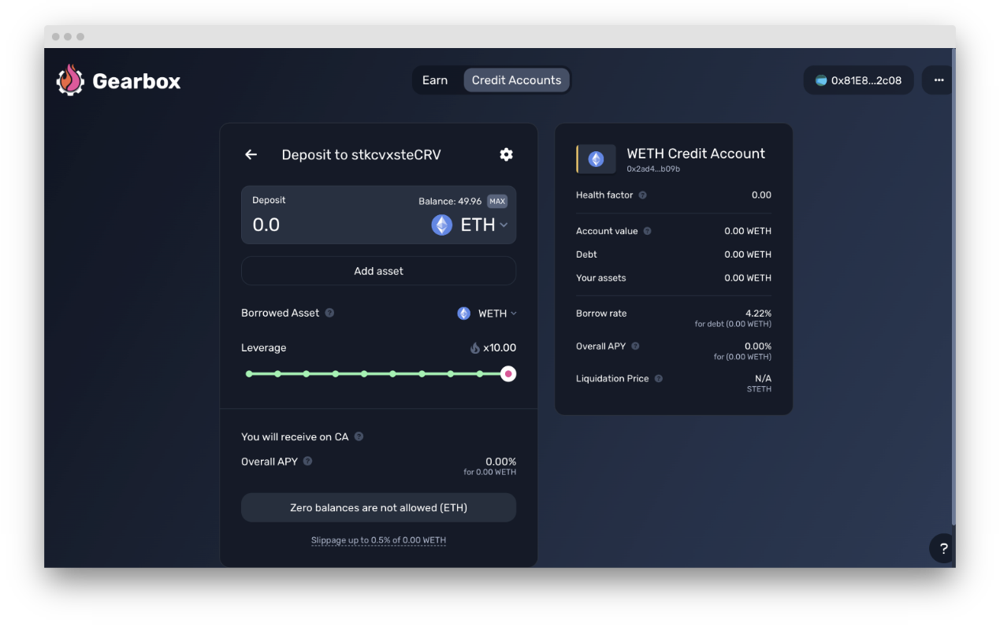 Gearbox
Earn
Credit Accounts
0x81E8...2c08
Deposit to stkcvxsteCRV
Deposit
Balance: 49.96 MAX
0.0
ETH
Add asset
Borrowed Asset ?
WETH
Leverage
x10.00
You will receive on CA ?
Overall APY ?
0.00%
for 0.00 WETH
Zero balances are not allowed (ETH)
Slippage up to 0.5% of 0.00 WETH
WETH Credit Account
0x2ad4...b09b
Health factor ?
0.00
Account value ?
0.00 WETH
Debt
0.00 WETH
Your assets
0.00 WETH
Borrow rate
4.22%
for debt (0.00 WETH)
Overall APY ?
0.00%
for (0.00 WETH)
Liquidation Price ?
N/A
STETH
?